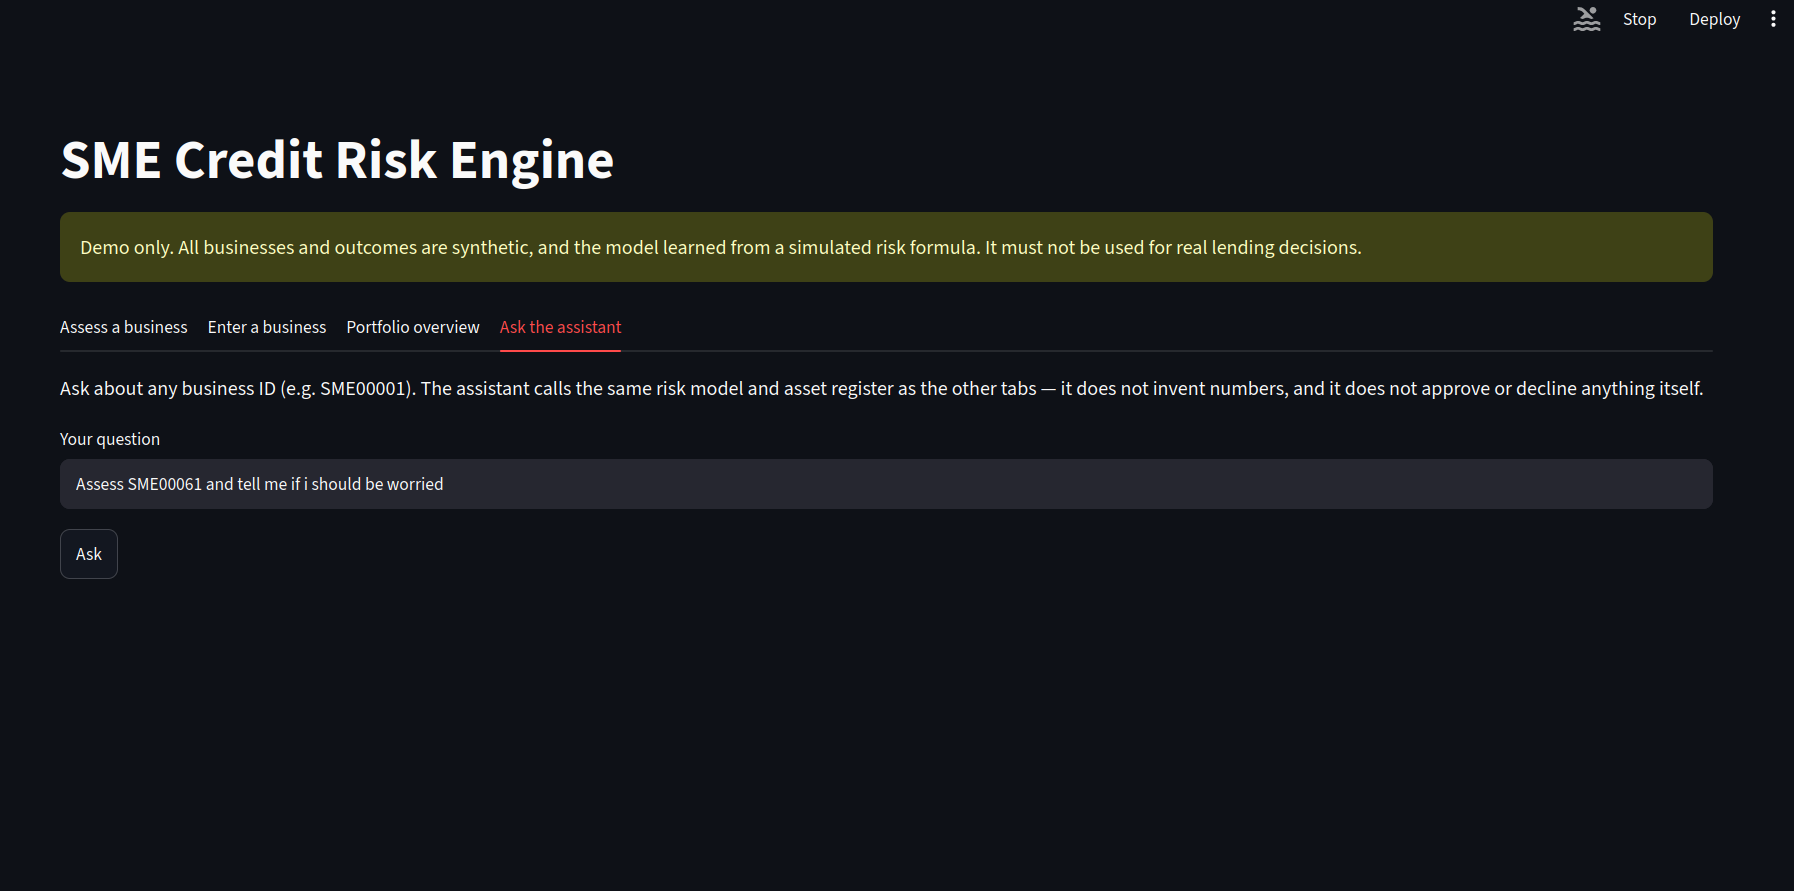 Stop Deploy
SME Credit Risk Engine
Demo only. All businesses and outcomes are synthetic, and the model learned from a simulated risk formula. It must not be used for real lending decisions.
Assess a business Enter a business Portfolio overview Ask the assistant
Ask about any business ID (e.g. SME00001). The assistant calls the same risk model and asset register as the other tabs — it does not invent numbers, and it does not approve or decline anything itself.
Your question
Assess SME00061 and tell me if i should be worried
Ask